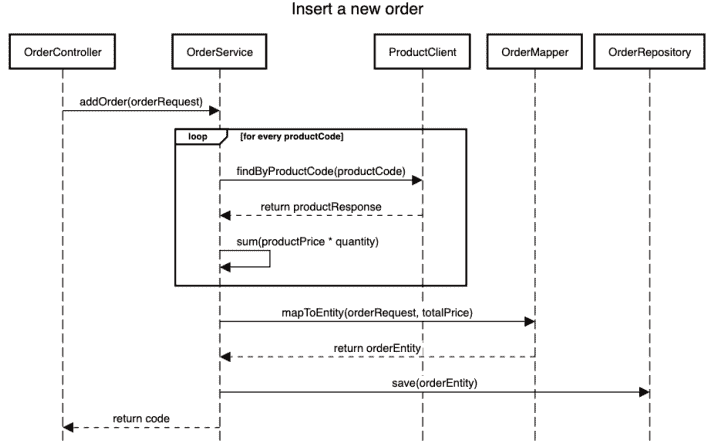 Insert a new order
OrderController
OrderService
ProductClient
OrderMapper
OrderRepository
addOrder(orderRequest)
loop
[for every productCode]
findByProductCode(productCode)
return productResponse
sum(productPrice * quantity)
mapToEntity(orderRequest, totalPrice)
return orderEntity
save(orderEntity)
return code